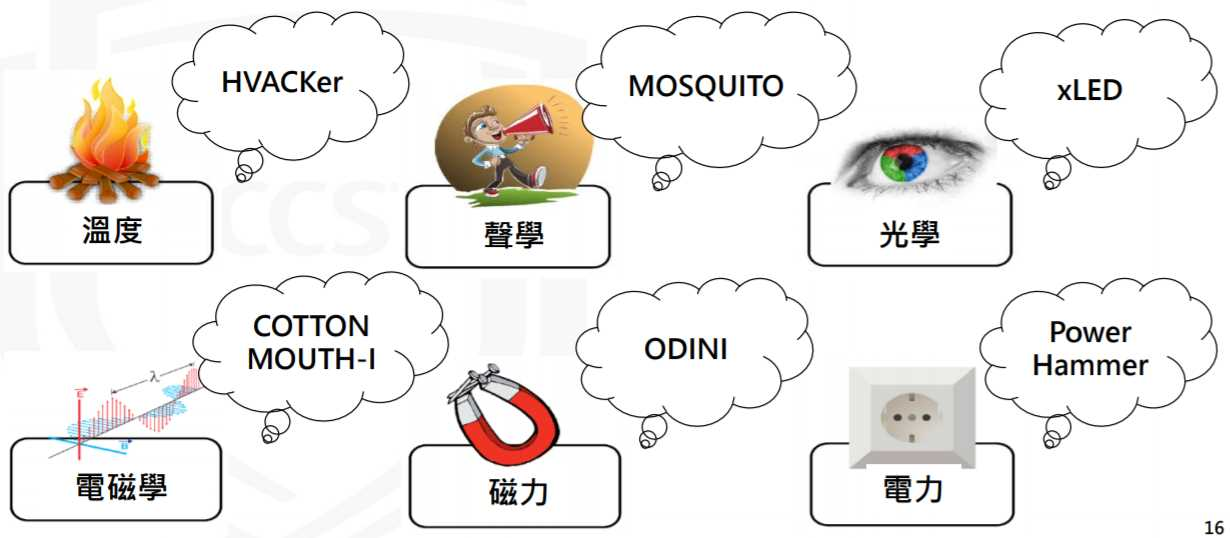 HVACKer
MOSQUITO
xLED
溫度
聲學
光學
COTTON
MOUTH-I
ODINI
Power
Hammer
λ
E
B
電磁學
磁力
電力
CCS
16